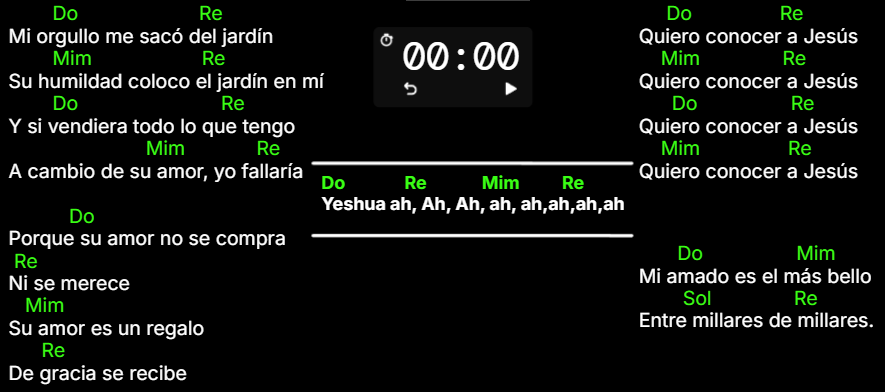 Do Re
Mi orgullo me sacó del jardín
Mim Re
Su humildad coloco el jardín en mí
Do Re
Y si vendiera todo lo que tengo
Mim Re
A cambio de su amor, yo fallaría
Do
Porque su amor no se compra
Re
Ni se merece
Mim
Su amor es un regalo
Re
De gracia se recibe
00:00
Do Re Mim Re
Yeshua ah, Ah, Ah, ah, ah,ah,ah,ah
Do Re
Quiero conocer a Jesús
Mim Re
Quiero conocer a Jesús
Do Re
Quiero conocer a Jesús
Mim Re
Quiero conocer a Jesús
Do Mim
Mi amado es el más bello
Sol Re
Entre millares de millares.